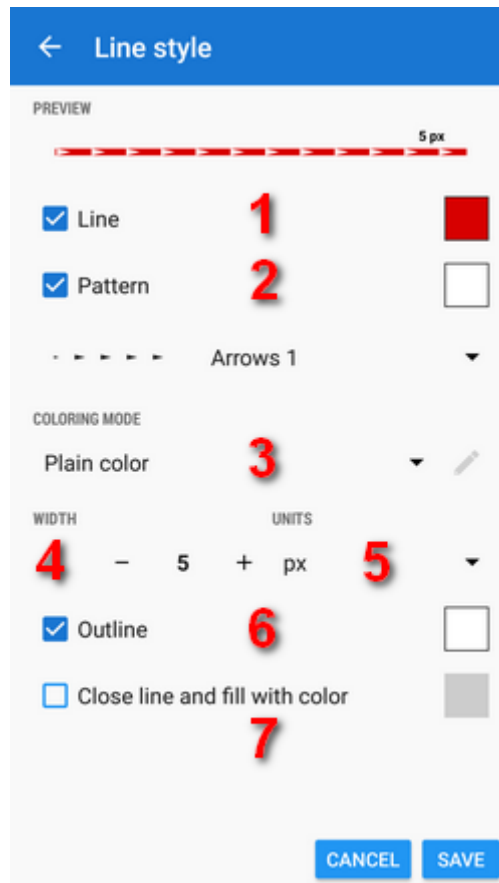 Line style
PREVIEW
5 px
Line 1
Pattern 2
Arrows 1
COLORING MODE
Plain color 3
WIDTH UNITS
4 − 5 + px 5
Outline 6
Close line and fill with color
7
CANCEL SAVE